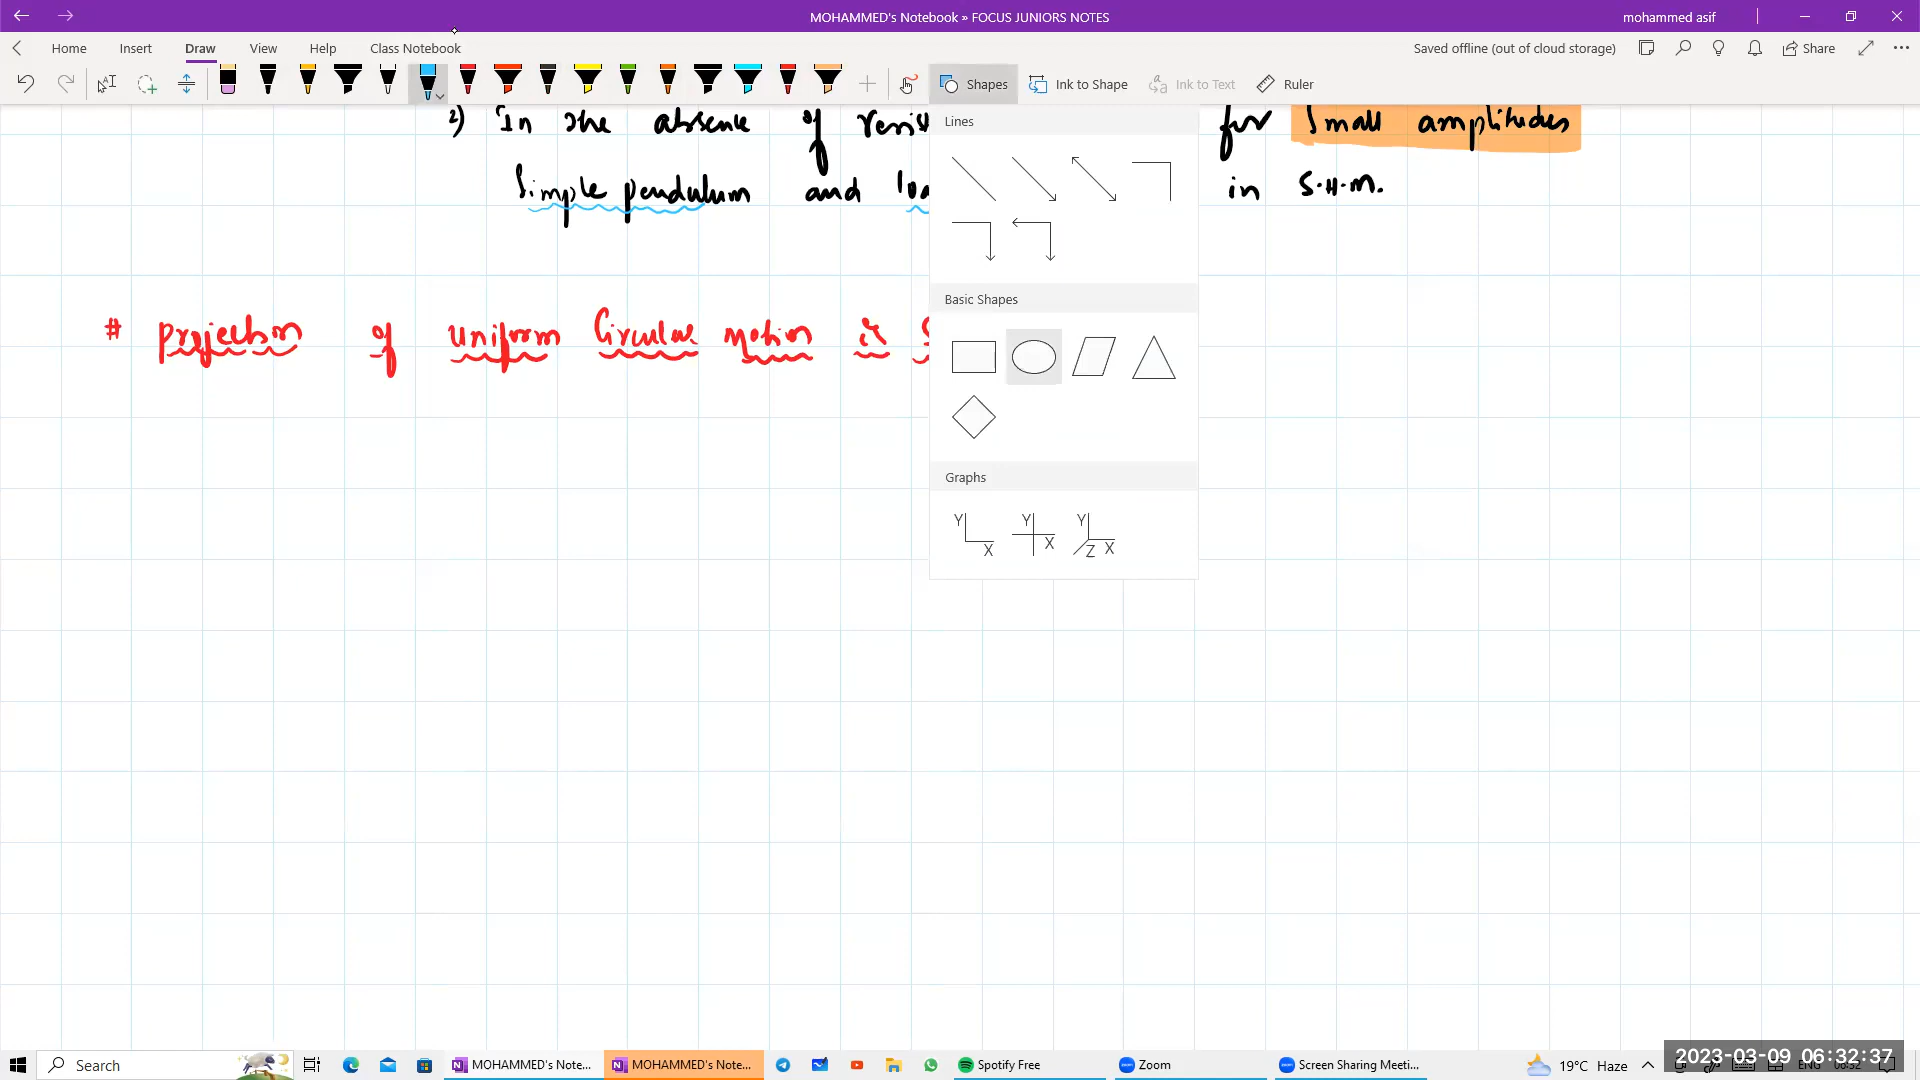 MOHAMMED's Notebook » FOCUS JUNIORS NOTES
mohammed asif
Home Insert Draw View Help Class Notebook
Saved offline (out of cloud storage)
Share
Shapes
Ink to Shape
Ink to Text
Ruler
2) In the absence of for Small amplitudes
Simple pendulum and in S.H.M.
# projection of uniform Circular motion is
Lines
Basic Shapes
Graphs
Y X
Y X
Y Z X
Search
MOHAMMED's Note...
MOHAMMED's Note...
Spotify Free
Zoom
Screen Sharing Meeti...
19°C Haze
ENG
2023-03-09 06:32:37